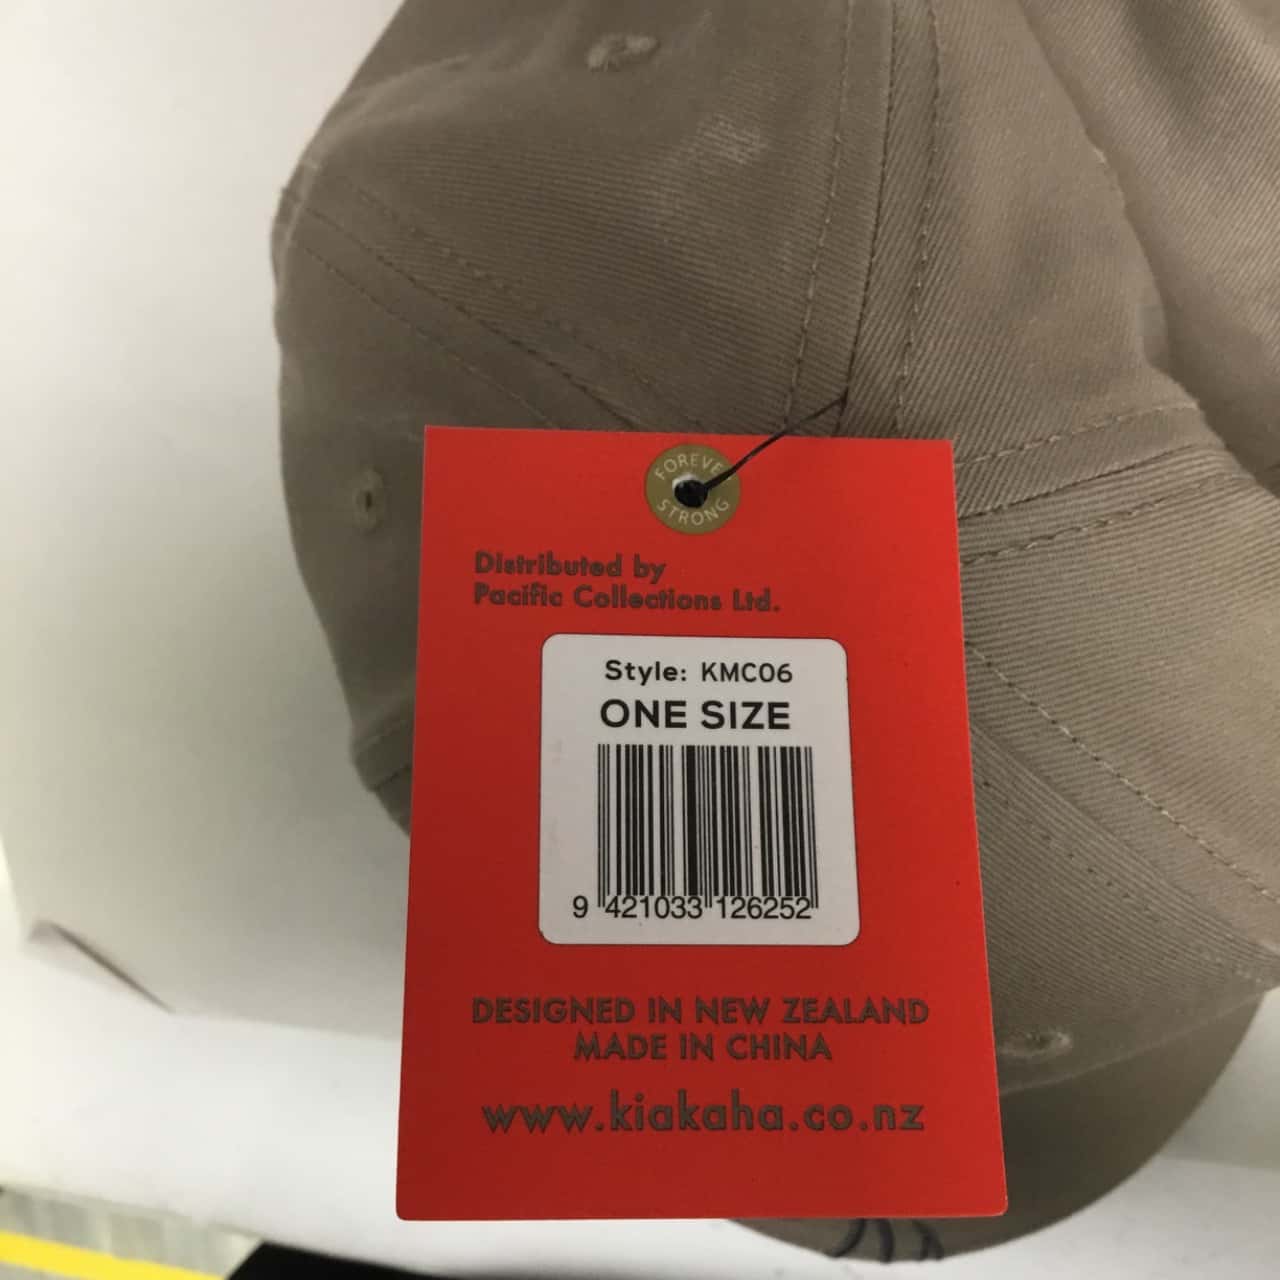 FOREVER
STRONG
Distributed by
Pacific Collections Ltd.
Style: KMC06
ONE SIZE
9 421033 126252
DESIGNED IN NEW ZEALAND
MADE IN CHINA
www.kiakaha.co.nz